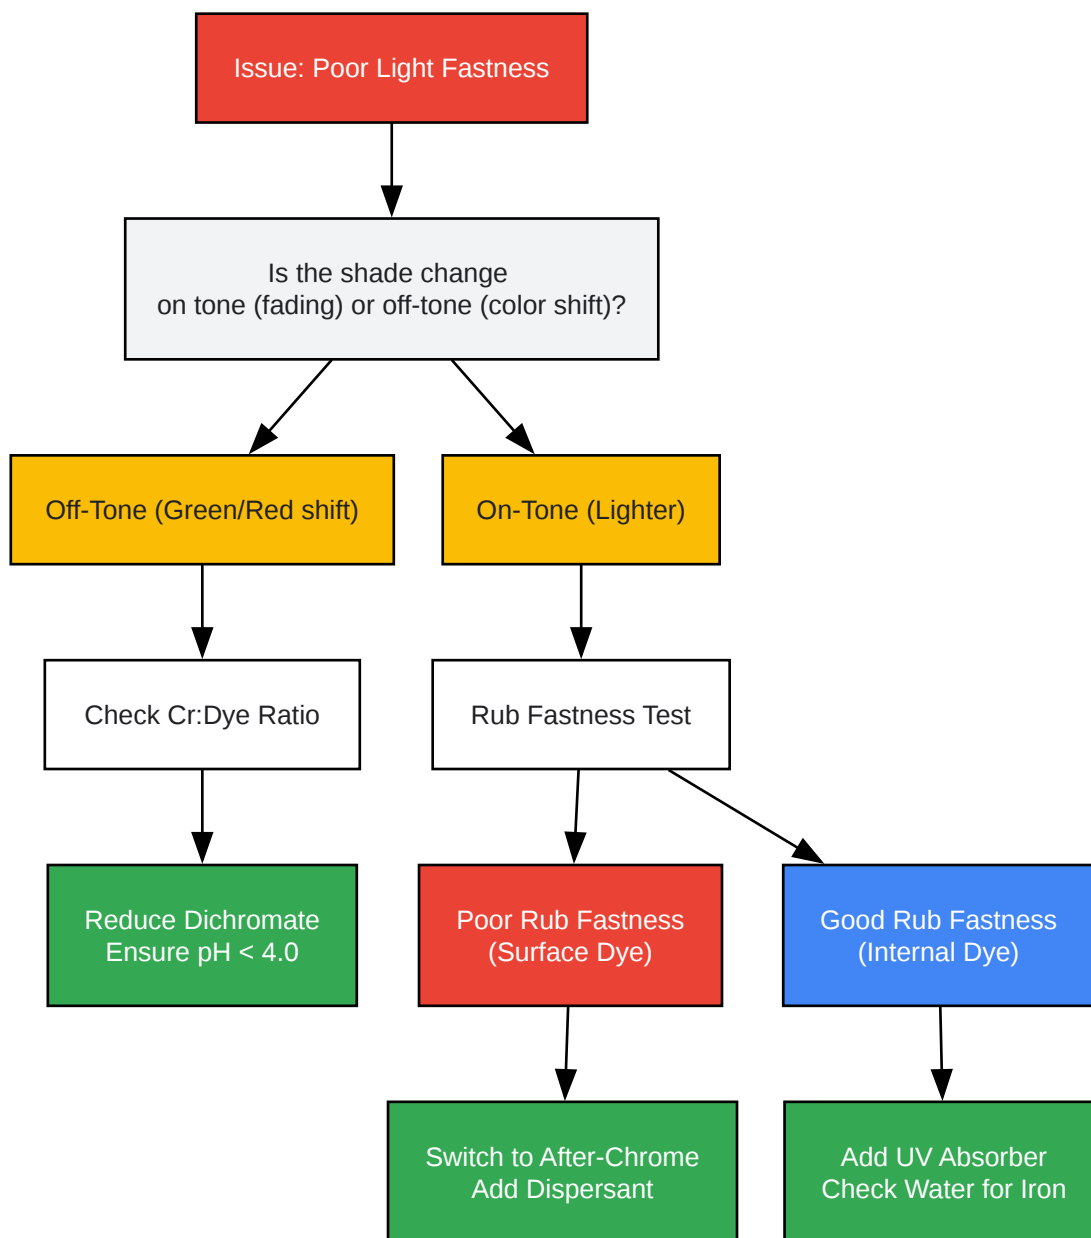 Issue: Poor Light Fastness
Is the shade change
on tone (fading) or off-tone (color shift)?
Off-Tone (Green/Red shift)
On-Tone (Lighter)
Check Cr:Dye Ratio
Rub Fastness Test
Reduce Dichromate
Ensure pH < 4.0
Poor Rub Fastness
(Surface Dye)
Good Rub Fastness
(Internal Dye)
Switch to After-Chrome
Add Dispersant
Add UV Absorber
Check Water for Iron